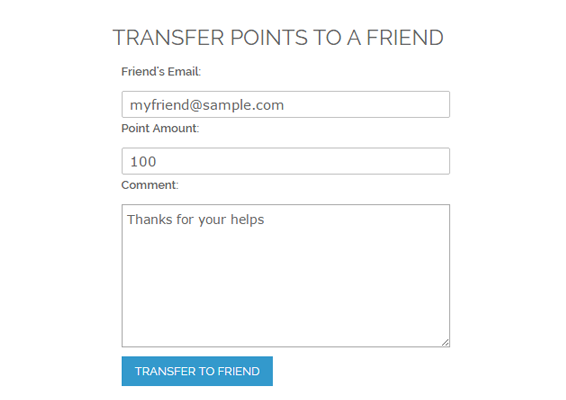 TRANSFER POINTS TO A FRIEND
Friend's Email:
myfriend@sample.com
Point Amount:
100
Comment:
Thanks for your helps
TRANSFER TO FRIEND